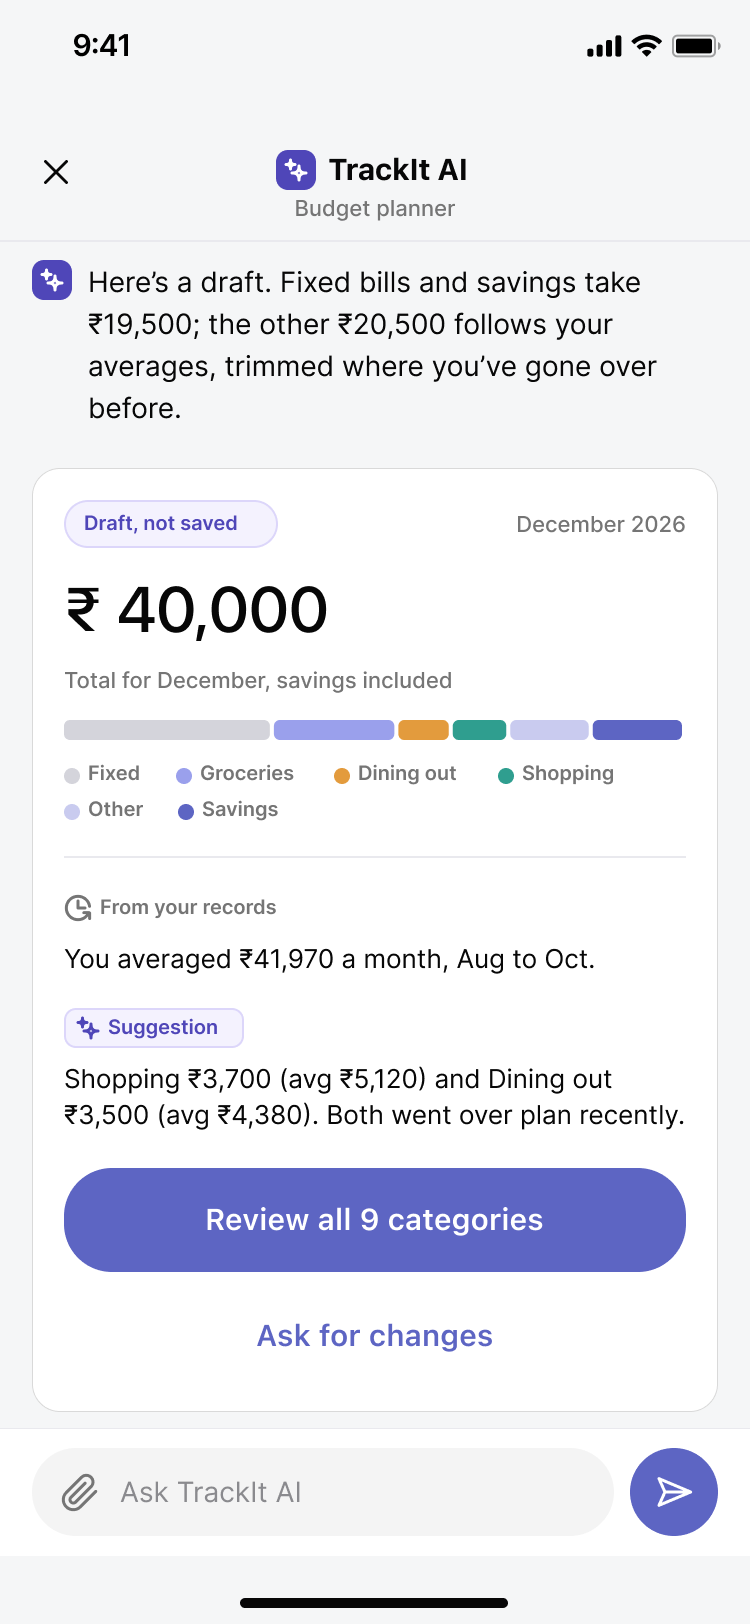 9:41
TrackIt AI
Budget planner
Here’s a draft. Fixed bills and savings take
₹19,500; the other ₹20,500 follows your
averages, trimmed where you’ve gone over
before.
Draft, not saved
December 2026
₹ 40,000
Total for December, savings included
Fixed
Groceries
Dining out
Shopping
Other
Savings
From your records
You averaged ₹41,970 a month, Aug to Oct.
Suggestion
Shopping ₹3,700 (avg ₹5,120) and Dining out
₹3,500 (avg ₹4,380). Both went over plan recently.
Review all 9 categories
Ask for changes
Ask TrackIt AI